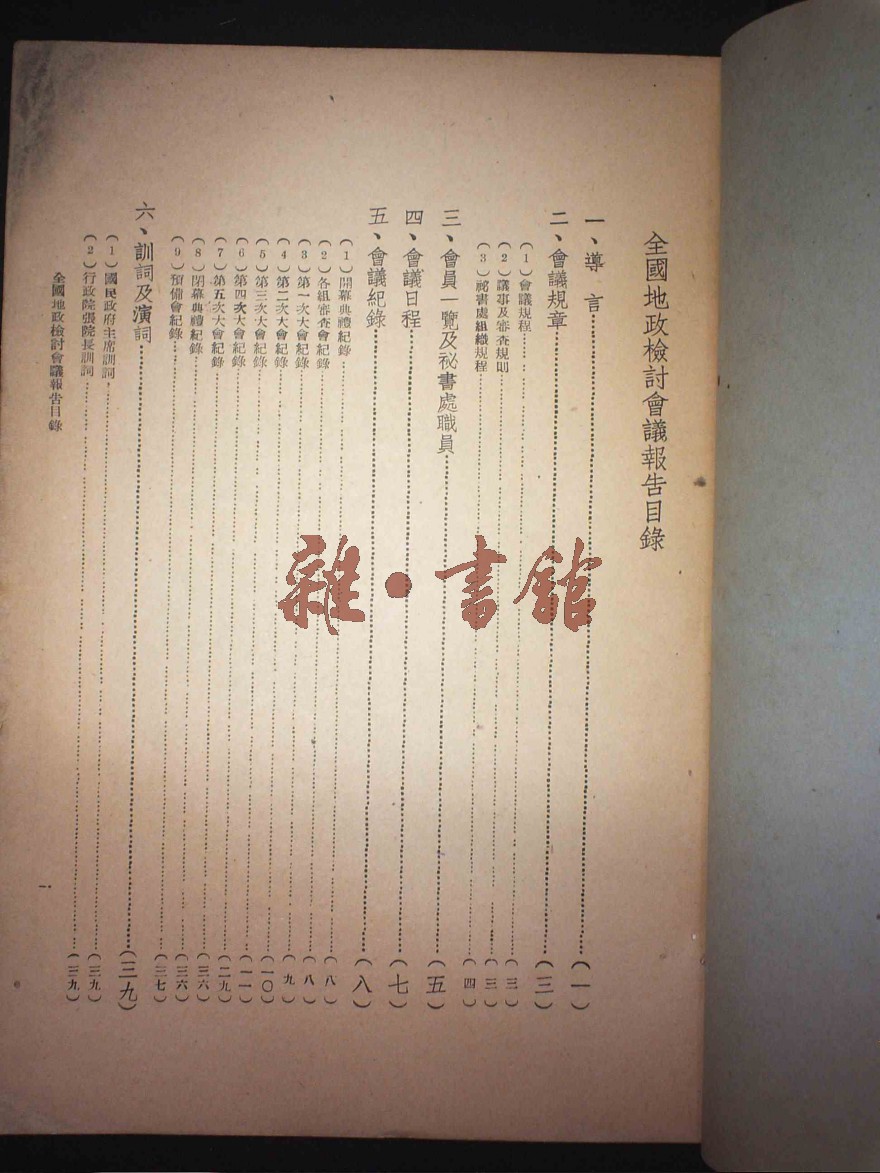 全國地政檢討會議報告目錄
一、導　言……（一）
二、會議規章……（三）
（1）會議規程……（三）
（2）議事及審查規則……（三）
（3）祕書處組織規程……（四）
三、會員一覽及祕書處職員……（五）
四、會議日程……（七）
五、會議紀錄……（八）
（1）開幕典禮紀錄……（八）
（2）各組審查會紀錄……（八）
（3）第一次大會紀錄……（九）
（4）第二次大會紀錄……（一〇）
（5）第三次大會紀錄……（一一）
（6）第四次大會紀錄……（二九）
（7）第五次大會紀錄……（三六）
（8）閉幕典禮紀錄……（三六）
（9）預備會紀錄……（三七）
六、訓詞及演詞……（三九）
（1）國民政府主席訓詞……（三九）
（2）行政院張院長訓詞……（三九）
全國地政檢討會議報告目錄
一
雜・書館